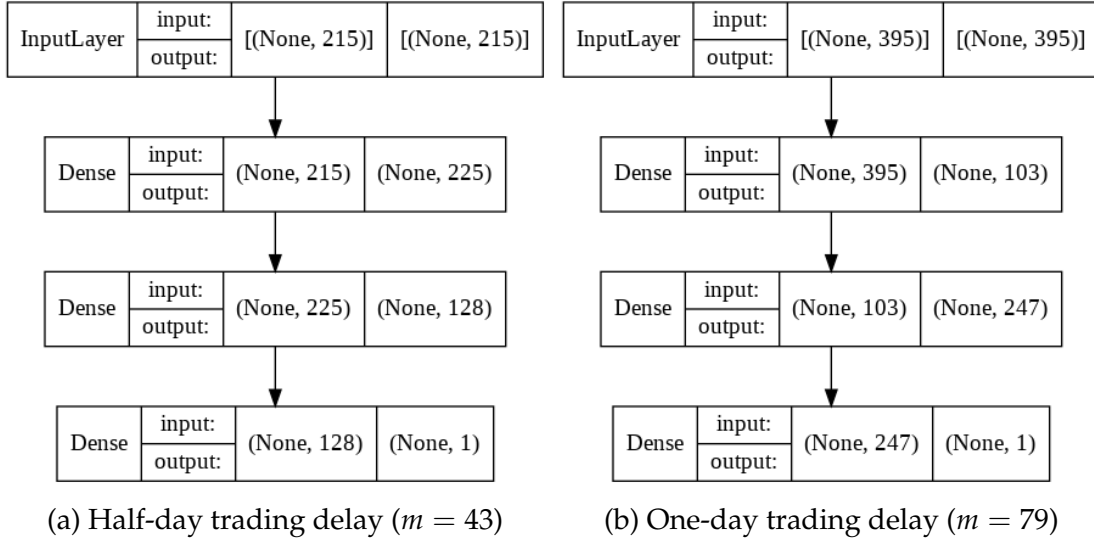 InputLayer input: output: [(None, 215)] [(None, 215)]
Dense input: output: (None, 215) (None, 225)
Dense input: output: (None, 225) (None, 128)
Dense input: output: (None, 128) (None, 1)
(a) Half-day trading delay (m = 43)
InputLayer input: output: [(None, 395)] [(None, 395)]
Dense input: output: (None, 395) (None, 103)
Dense input: output: (None, 103) (None, 247)
Dense input: output: (None, 247) (None, 1)
(b) One-day trading delay (m = 79)